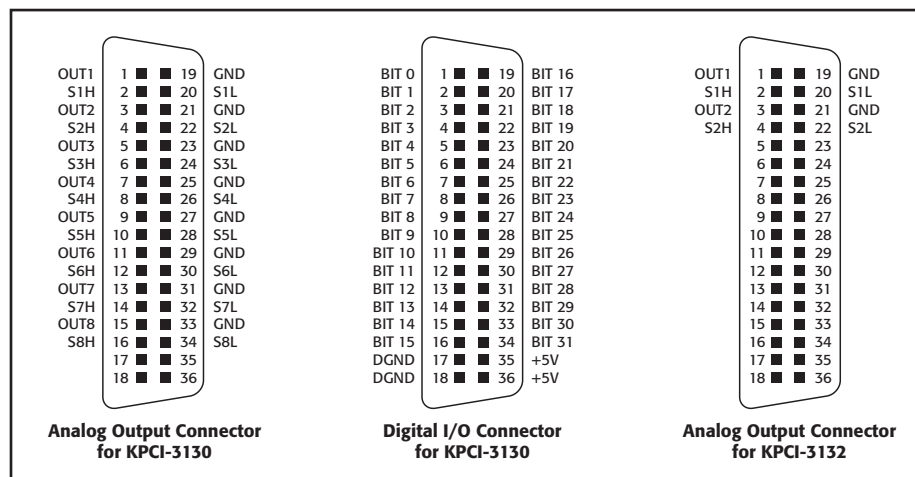 OUT1 1 19 GND
S1H 2 20 S1L
OUT2 3 21 GND
S2H 4 22 S2L
OUT3 5 23 GND
S3H 6 24 S3L
OUT4 7 25 GND
S4H 8 26 S4L
OUT5 9 27 GND
S5H 10 28 S5L
OUT6 11 29 GND
S6H 12 30 S6L
OUT7 13 31 GND
S7H 14 32 S7L
OUT8 15 33 GND
S8H 16 34 S8L
17 35
18 36
Analog Output Connector
for KPCI-3130
BIT 0 1 19 BIT 16
BIT 1 2 20 BIT 17
BIT 2 3 21 BIT 18
BIT 3 4 22 BIT 19
BIT 4 5 23 BIT 20
BIT 5 6 24 BIT 21
BIT 6 7 25 BIT 22
BIT 7 8 26 BIT 23
BIT 8 9 27 BIT 24
BIT 9 10 28 BIT 25
BIT 10 11 29 BIT 26
BIT 11 12 30 BIT 27
BIT 12 13 31 BIT 28
BIT 13 14 32 BIT 29
BIT 14 15 33 BIT 30
BIT 15 16 34 BIT 31
DGND 17 35 +5V
DGND 18 36 +5V
Digital I/O Connector
for KPCI-3130
OUT1 1 19 GND
S1H 2 20 S1L
OUT2 3 21 GND
S2H 4 22 S2L
5 23
6 24
7 25
8 26
9 27
10 28
11 29
12 30
13 31
14 32
15 33
16 34
17 35
18 36
Analog Output Connector
for KPCI-3132